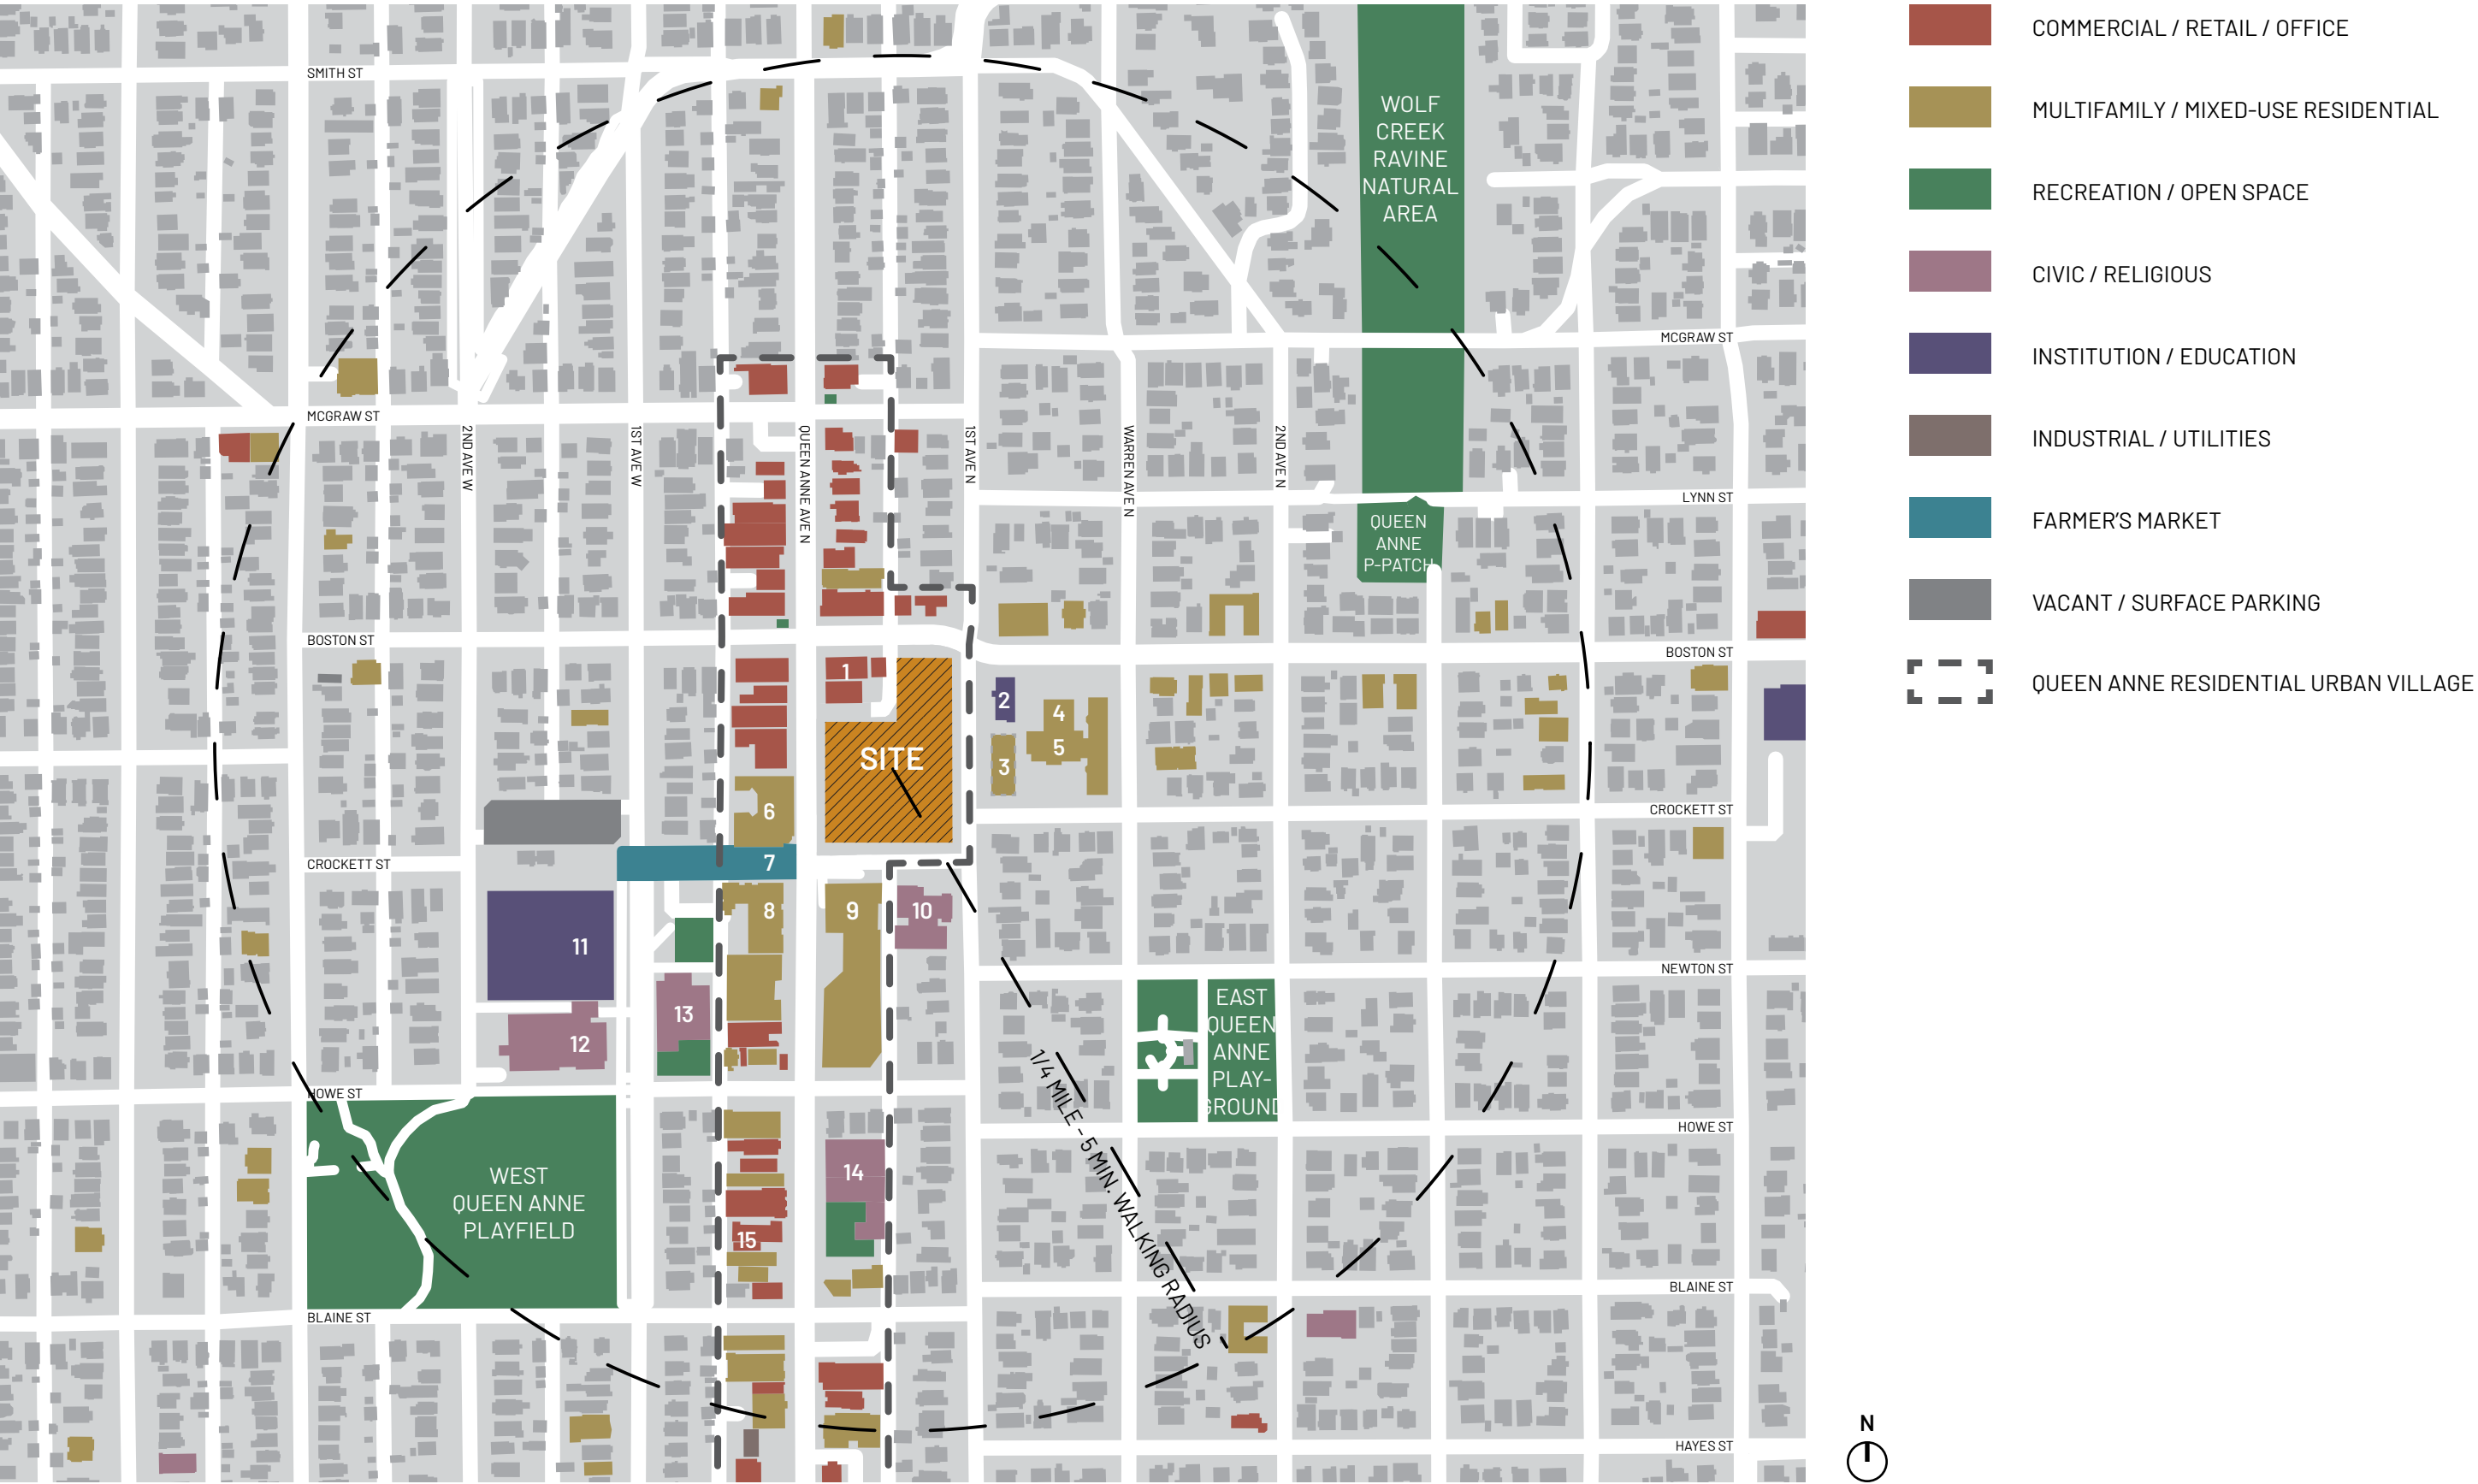 COMMERCIAL / RETAIL / OFFICE
MULTIFAMILY / MIXED-USE RESIDENTIAL
RECREATION / OPEN SPACE
CIVIC / RELIGIOUS
INSTITUTION / EDUCATION
INDUSTRIAL / UTILITIES
FARMER'S MARKET
VACANT / SURFACE PARKING
QUEEN ANNE RESIDENTIAL URBAN VILLAGE
SMITH ST
WOLF
CREEK
RAVINE
NATURAL
AREA
MCGRAW ST
MCGRAW ST
2ND AVE W
1ST AVE W
QUEEN ANNE AVE N
1ST AVE N
WARREN AVE N
2ND AVE N
LYNN ST
QUEEN
ANNE
P-PATCH
BOSTON ST
BOSTON ST
1
2
4
SITE
5
3
6
CROCKETT ST
CROCKETT ST
7
8
9
10
11
NEWTON ST
EAST
QUEEN
ANNE
PLAY-
GROUND
13
12
1/4 MILE - 5 MIN. WALKING RADIUS
HOWE ST
HOWE ST
WEST
QUEEN ANNE
PLAYFIELD
14
15
BLAINE ST
BLAINE ST
HAYES ST
N